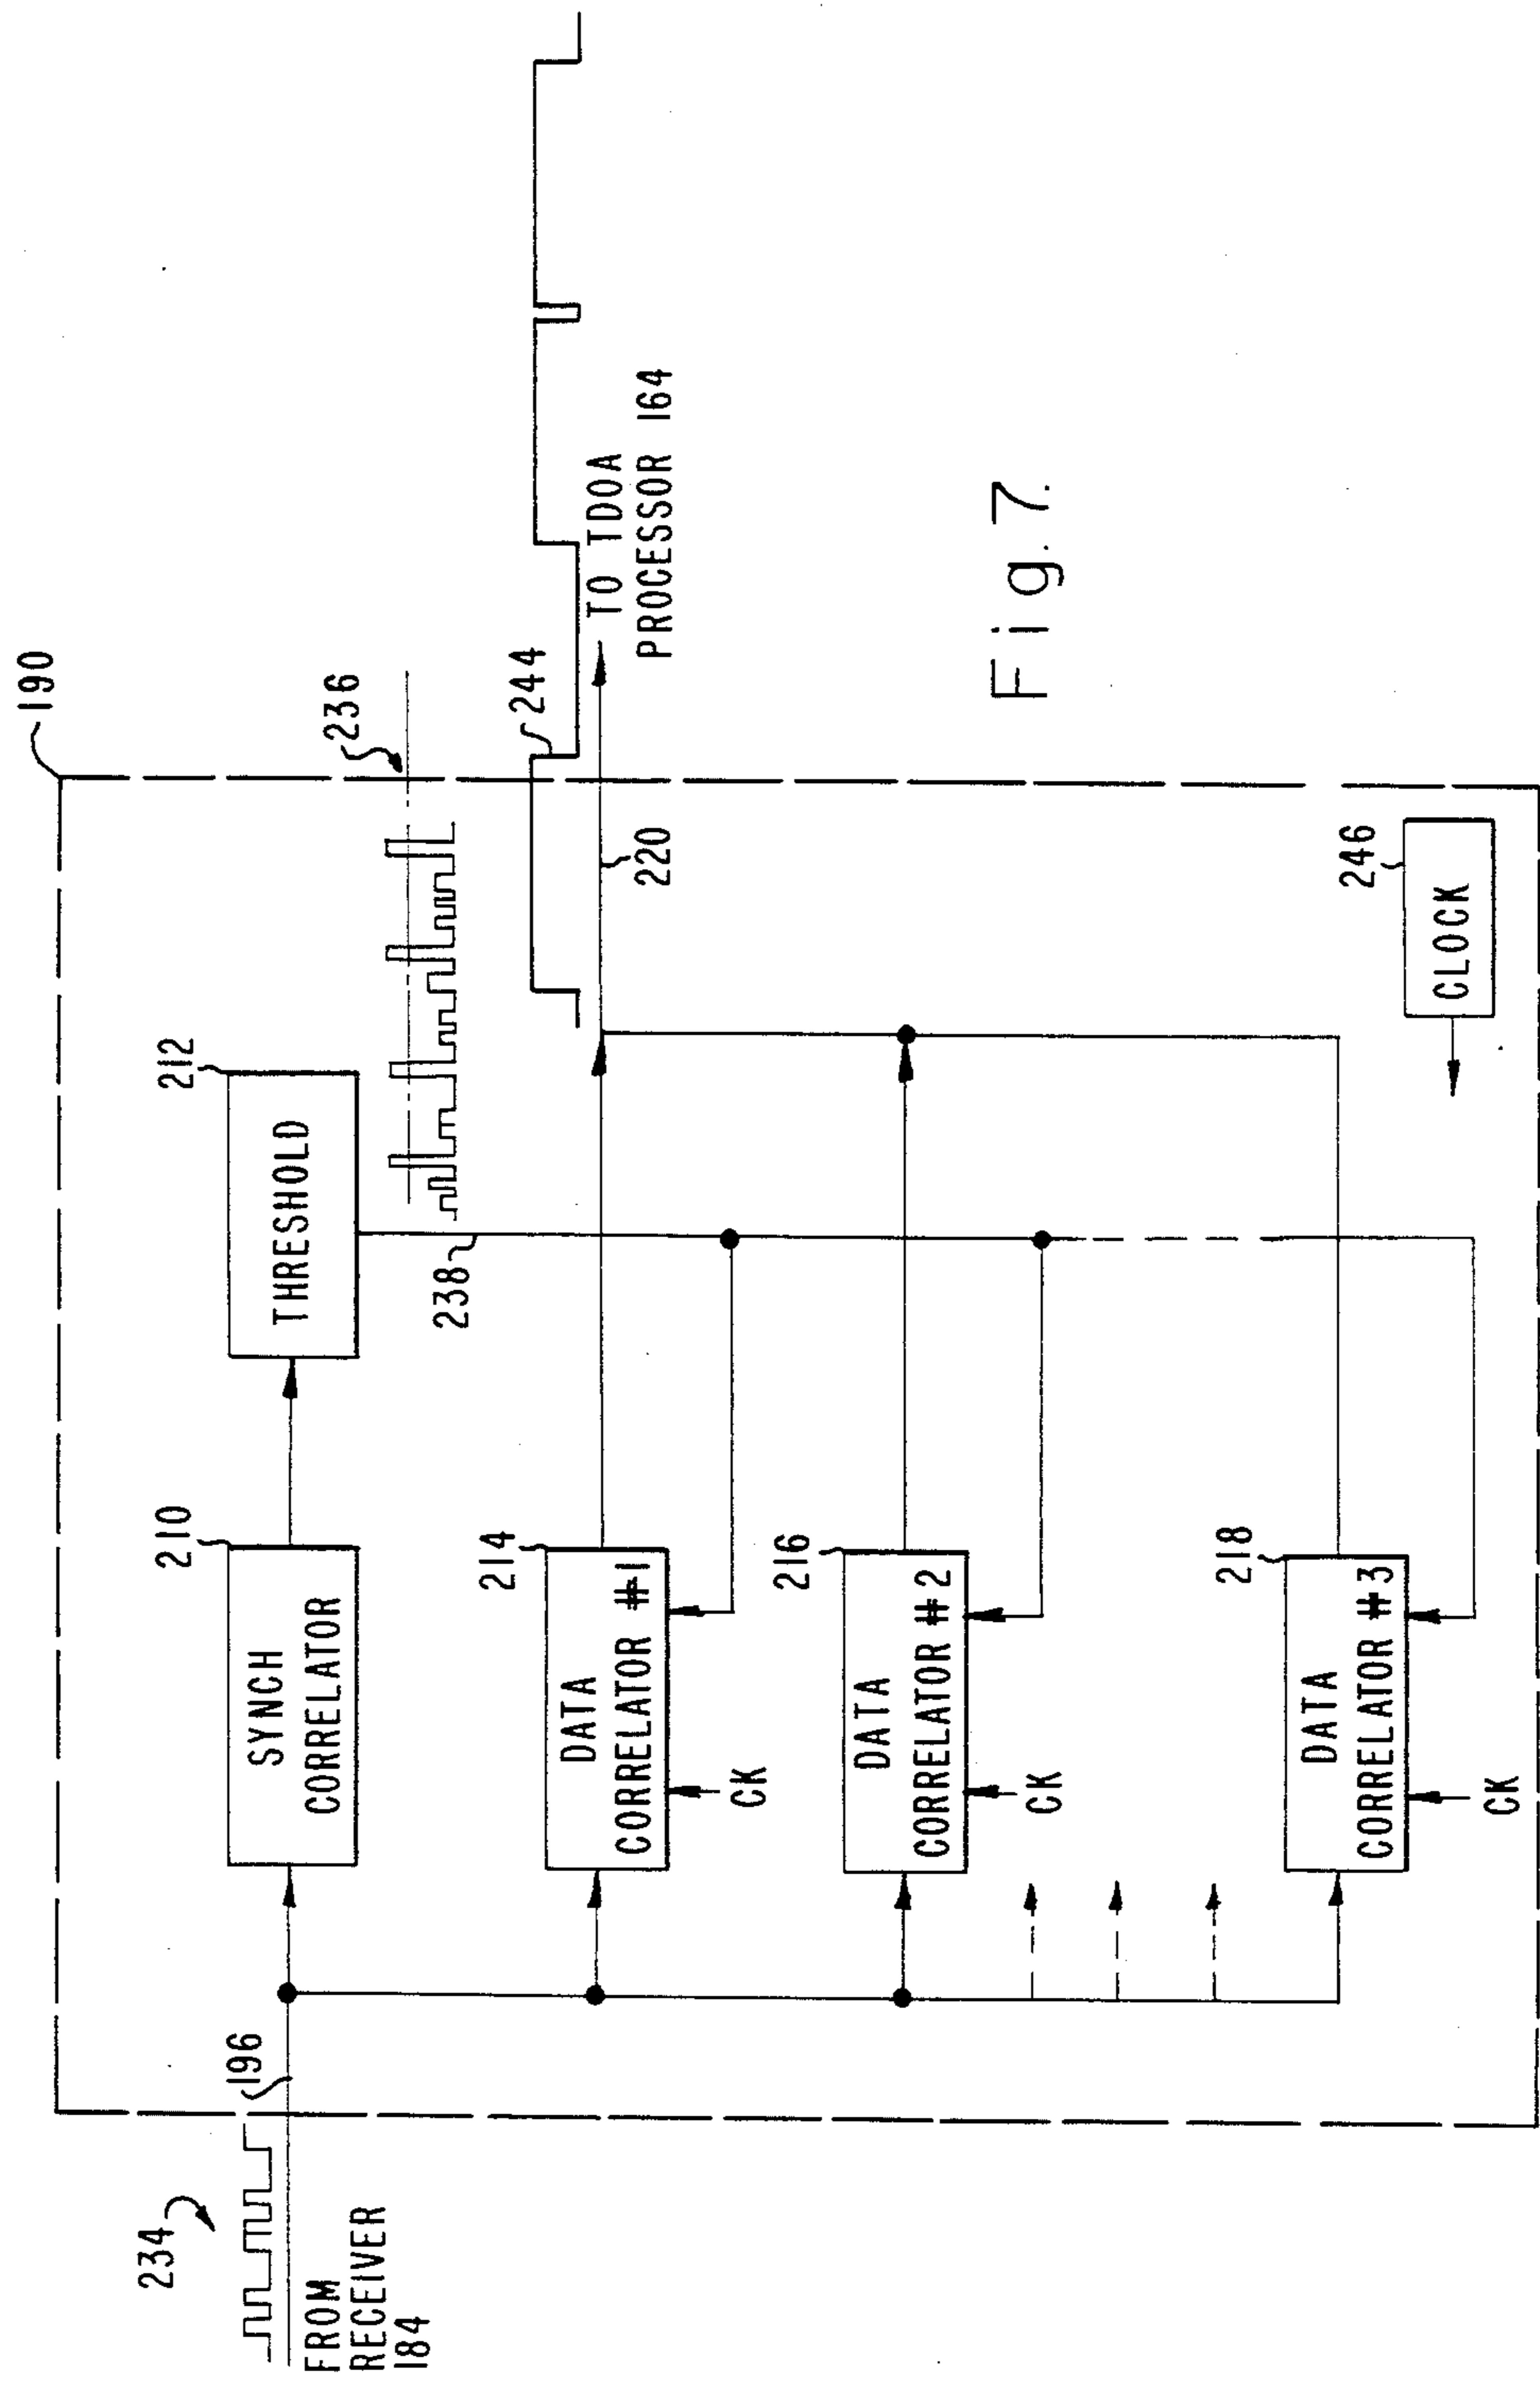 190
234
196
FROM
RECEIVER
184
210
SYNCH
CORRELATOR
212
THRESHOLD
236
238
244
214
DATA
CORRELATOR #1
CK
220
TO TDOA
PROCESSOR 164
216
DATA
CORRELATOR #2
CK
218
DATA
CORRELATOR #3
CK
246
CLOCK
Fig. 7.